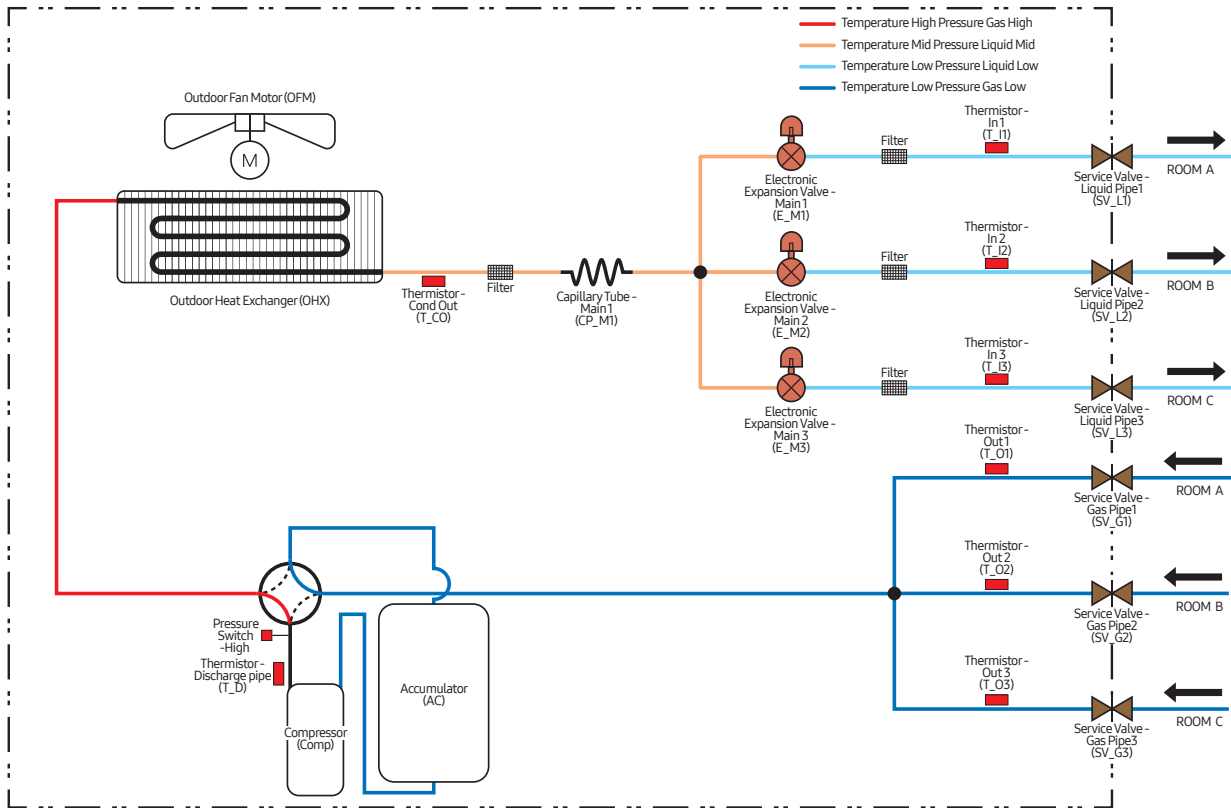 Temperature High Pressure Gas High
Temperature Mid Pressure Liquid Mid
Temperature Low Pressure Liquid Low
Temperature Low Pressure Gas Low
Outdoor Fan Motor (OFM)
M
Outdoor Heat Exchanger (OHX)
Thermistor -
Cond Out
(T_CO)
Filter
Capillary Tube -
Main 1
(CP_M1)
Electronic
Expansion Valve -
Main 1
(E_M1)
Filter
Thermistor -
In 1
(T_I1)
Service Valve -
Liquid Pipe1
(SV_L1)
ROOM A
Electronic
Expansion Valve -
Main 2
(E_M2)
Filter
Thermistor -
In 2
(T_I2)
Service Valve -
Liquid Pipe2
(SV_L2)
ROOM B
Electronic
Expansion Valve -
Main 3
(E_M3)
Filter
Thermistor -
In 3
(T_I3)
Service Valve -
Liquid Pipe3
(SV_L3)
ROOM C
Thermistor -
Out 1
(T_O1)
Service Valve -
Gas Pipe1
(SV_G1)
ROOM A
Thermistor -
Out 2
(T_O2)
Service Valve -
Gas Pipe2
(SV_G2)
ROOM B
Thermistor -
Out 3
(T_O3)
Service Valve -
Gas Pipe3
(SV_G3)
ROOM C
Pressure
Switch
-High
Thermistor -
Discharge pipe
(T_D)
Compressor
(Comp)
Accumulator
(AC)